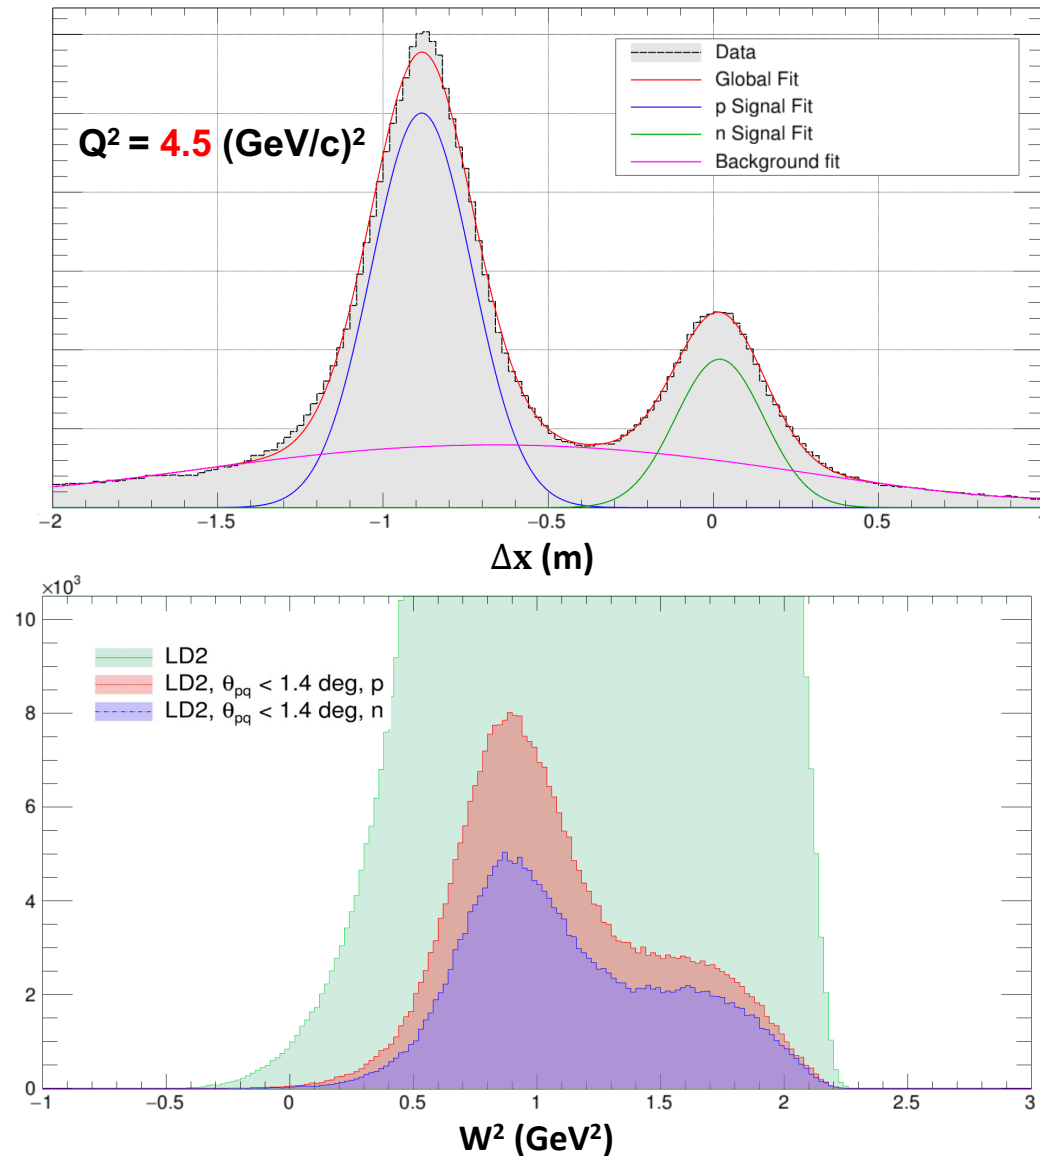 Data
Global Fit
p Signal Fit
n Signal Fit
Background fit
Q² = 4.5 (GeV/c)²
−2 −1.5 −1 −0.5 0 0.5 1
Δx (m)
×10³
10
8
6
4
2
0
LD2
LD2, θpq < 1.4 deg, p
LD2, θpq < 1.4 deg, n
−1 −0.5 0 0.5 1 1.5 2 2.5 3
W² (GeV²)